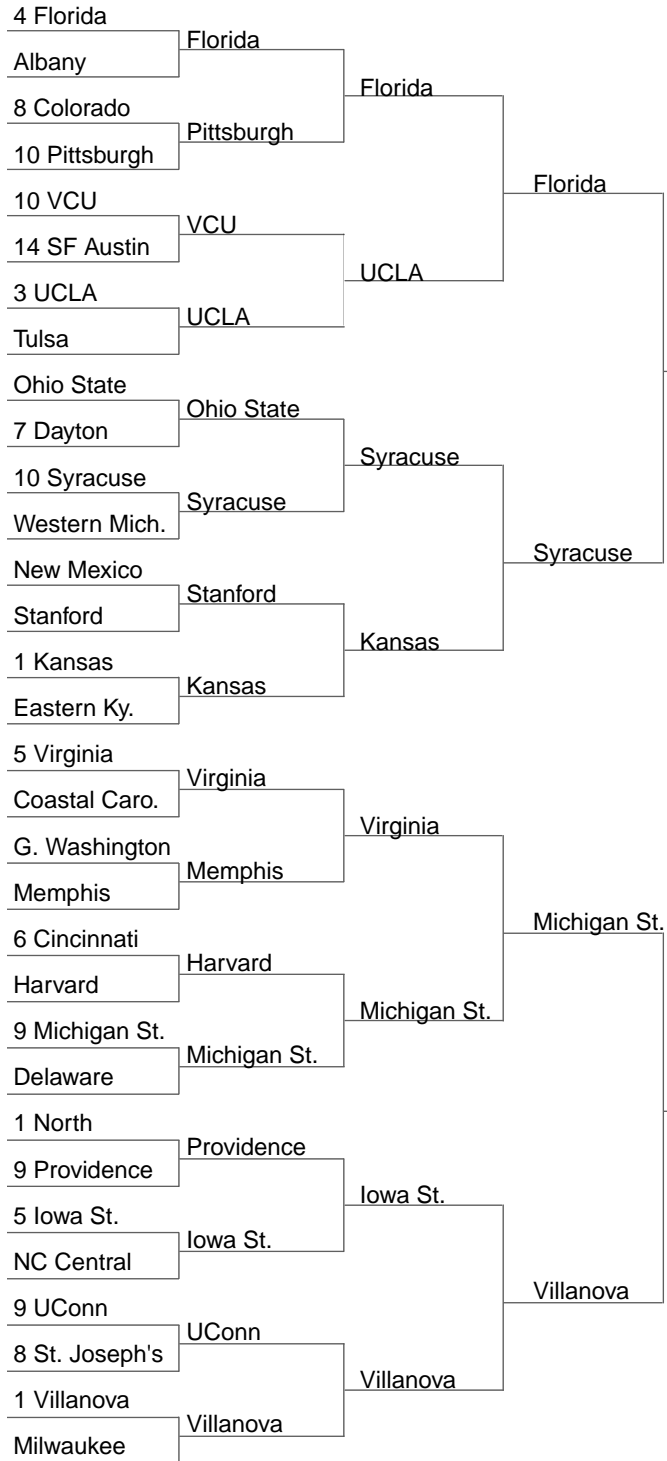 4 Florida
Florida
Albany
Florida
8 Colorado
Pittsburgh
10 Pittsburgh
Florida
10 VCU
VCU
14 SF Austin
UCLA
3 UCLA
UCLA
Tulsa
Ohio State
Ohio State
7 Dayton
Syracuse
10 Syracuse
Syracuse
Western Mich.
Syracuse
New Mexico
Stanford
Stanford
Kansas
1 Kansas
Kansas
Eastern Ky.
5 Virginia
Virginia
Coastal Caro.
Virginia
G. Washington
Memphis
Memphis
Michigan St.
6 Cincinnati
Harvard
Harvard
Michigan St.
9 Michigan St.
Michigan St.
Delaware
1 North
Providence
9 Providence
Iowa St.
5 Iowa St.
Iowa St.
NC Central
Villanova
9 UConn
UConn
8 St. Joseph's
Villanova
1 Villanova
Villanova
Milwaukee